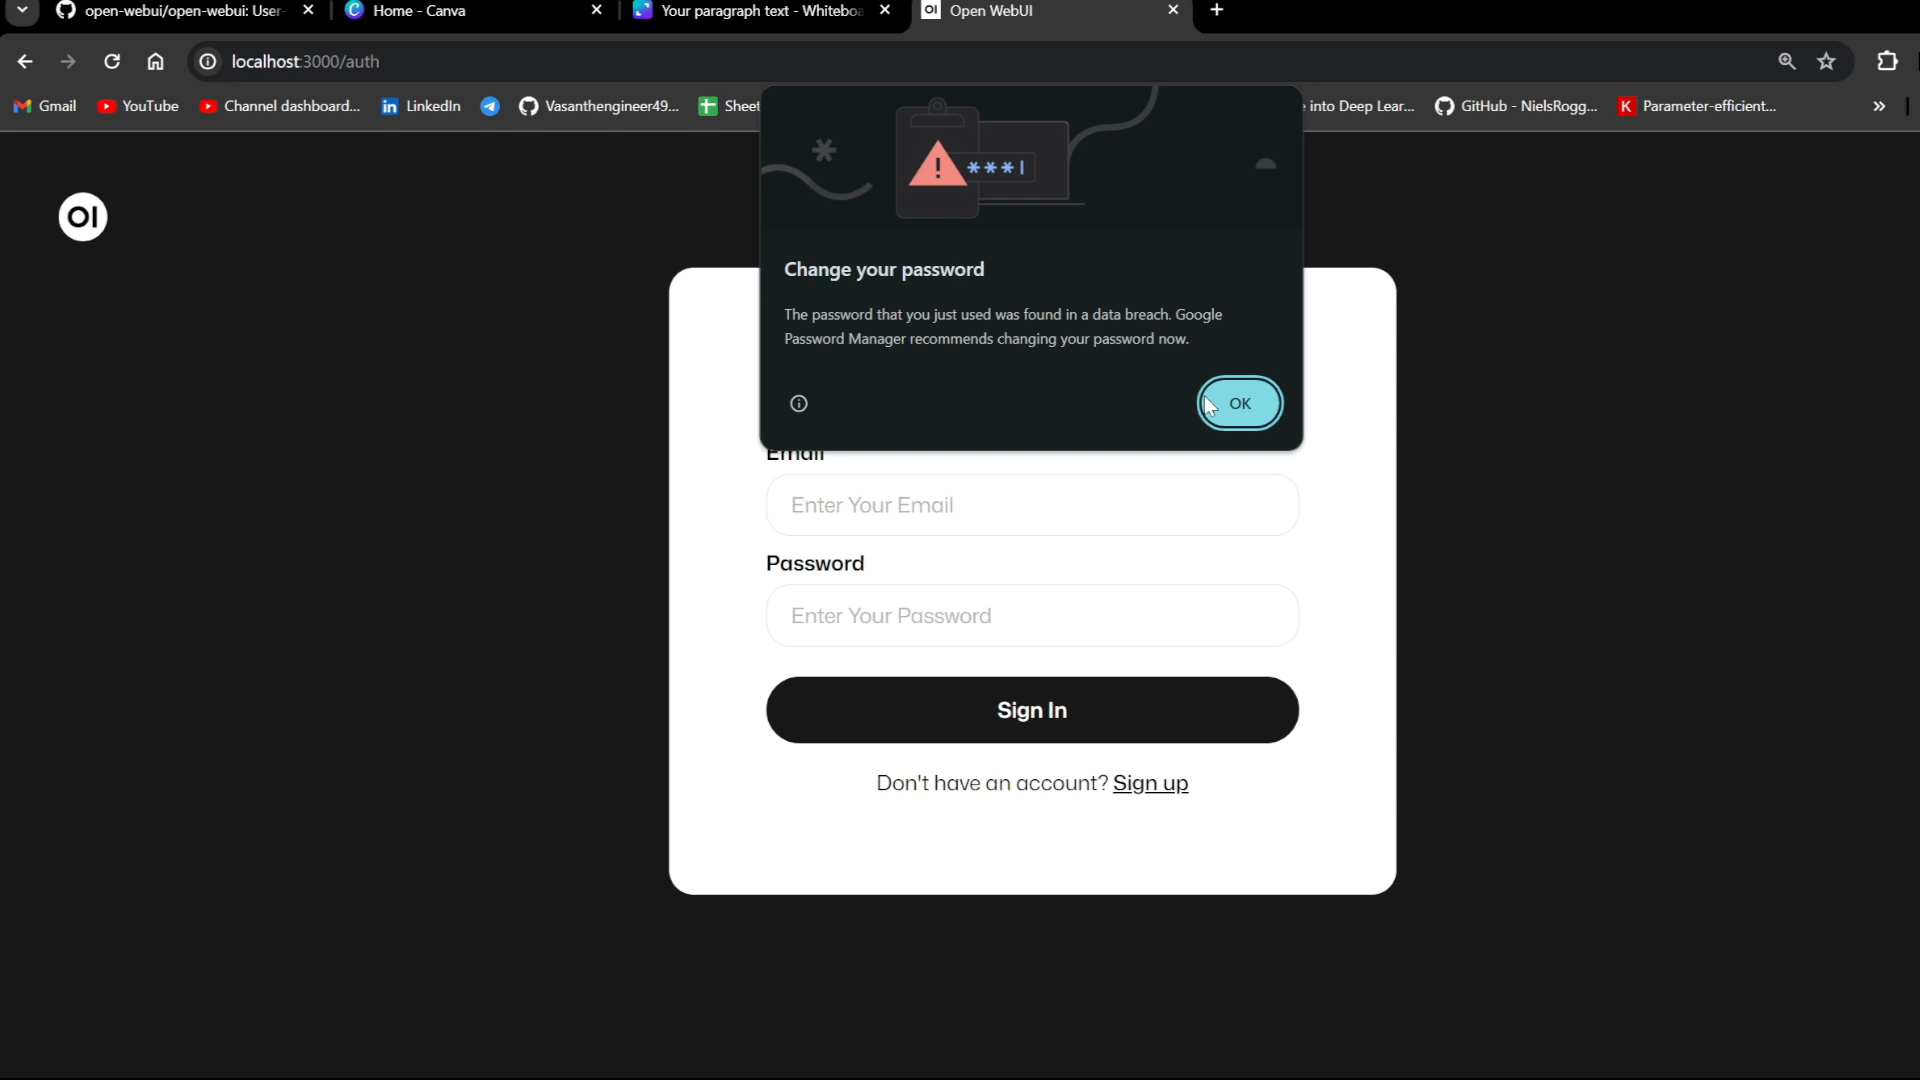 open-webui/open-webui: User-
Home - Canva
Your paragraph text - Whiteboa
OI Open WebUI
localhost:3000/auth
Gmail
YouTube
Channel dashboard...
LinkedIn
Vasanthengineer49...
Sheet
into Deep Lear...
GitHub - NielsRogg...
K Parameter-efficient...
OI
***
Change your password
The password that you just used was found in a data breach. Google
Password Manager recommends changing your password now.
OK
Email
Enter Your Email
Password
Enter Your Password
Sign In
Don't have an account? Sign up